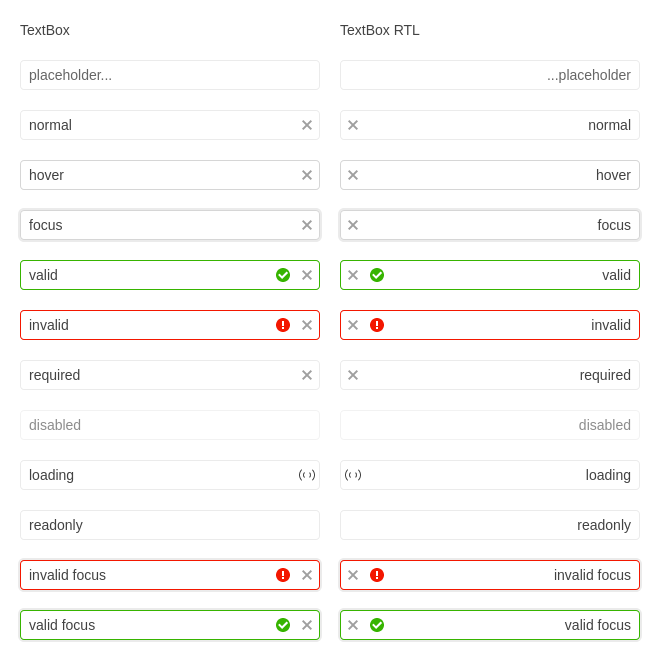 TextBox
TextBox RTL
placeholder...
...placeholder
normal
normal
hover
hover
focus
focus
valid
valid
invalid
invalid
required
required
disabled
disabled
loading
loading
readonly
readonly
invalid focus
invalid focus
valid focus
valid focus